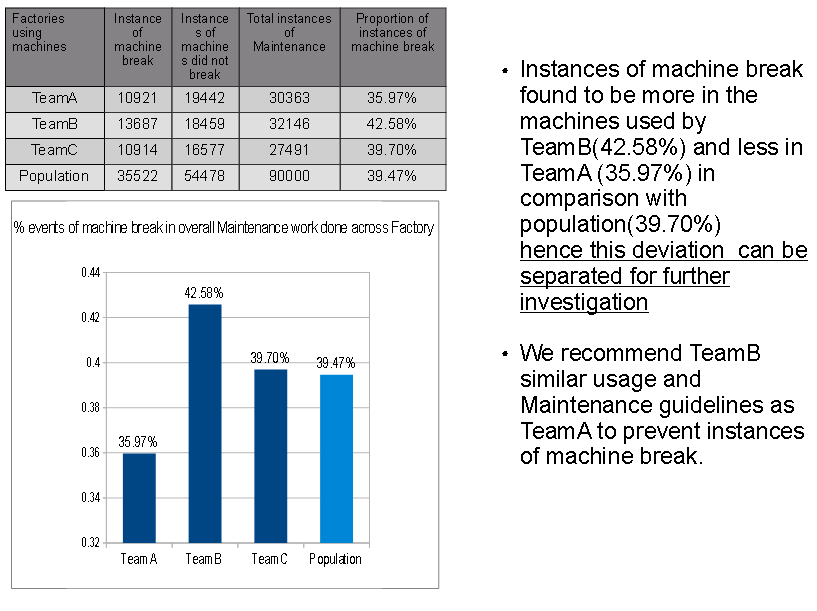 Factories using machines | Instance of machine break | Instances of machines did not break | Total instances of Maintenance | Proportion of instances of machine break
TeamA | 10921 | 19442 | 30363 | 35.97%
TeamB | 13687 | 18459 | 32146 | 42.58%
TeamC | 10914 | 16577 | 27491 | 39.70%
Population | 35522 | 54478 | 90000 | 39.47%
% events of machine break in overall Maintenance work done across Factory
0.44
0.42
0.4
0.38
0.36
0.34
0.32
35.97%
42.58%
39.70%
39.47%
Team A
Team B
Team C
Population
• Instances of machine break
found to be more in the
machines used by
TeamB(42.58%) and less in
TeamA (35.97%) in
comparison with
population(39.70%)
hence this deviation can be
separated for further
investigation
• We recommend TeamB
similar usage and
Maintenance guidelines as
TeamA to prevent instances
of machine break.